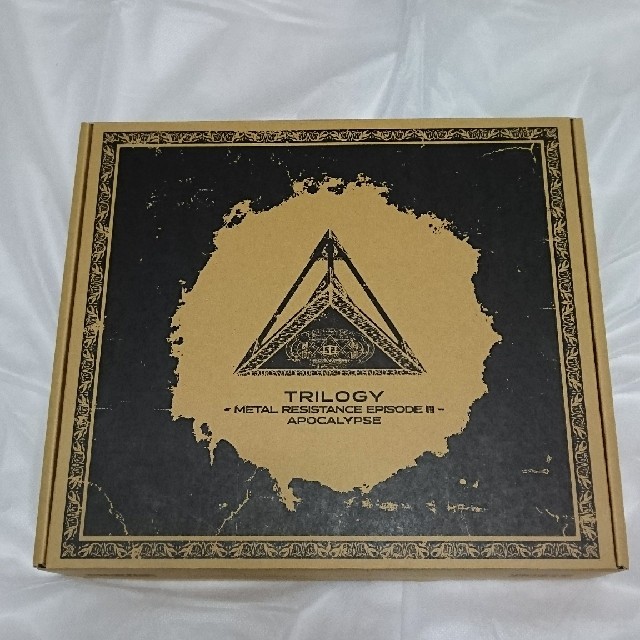 TRILOGY
- METAL RESISTANCE EPISODE Ⅲ -
APOCALYPSE